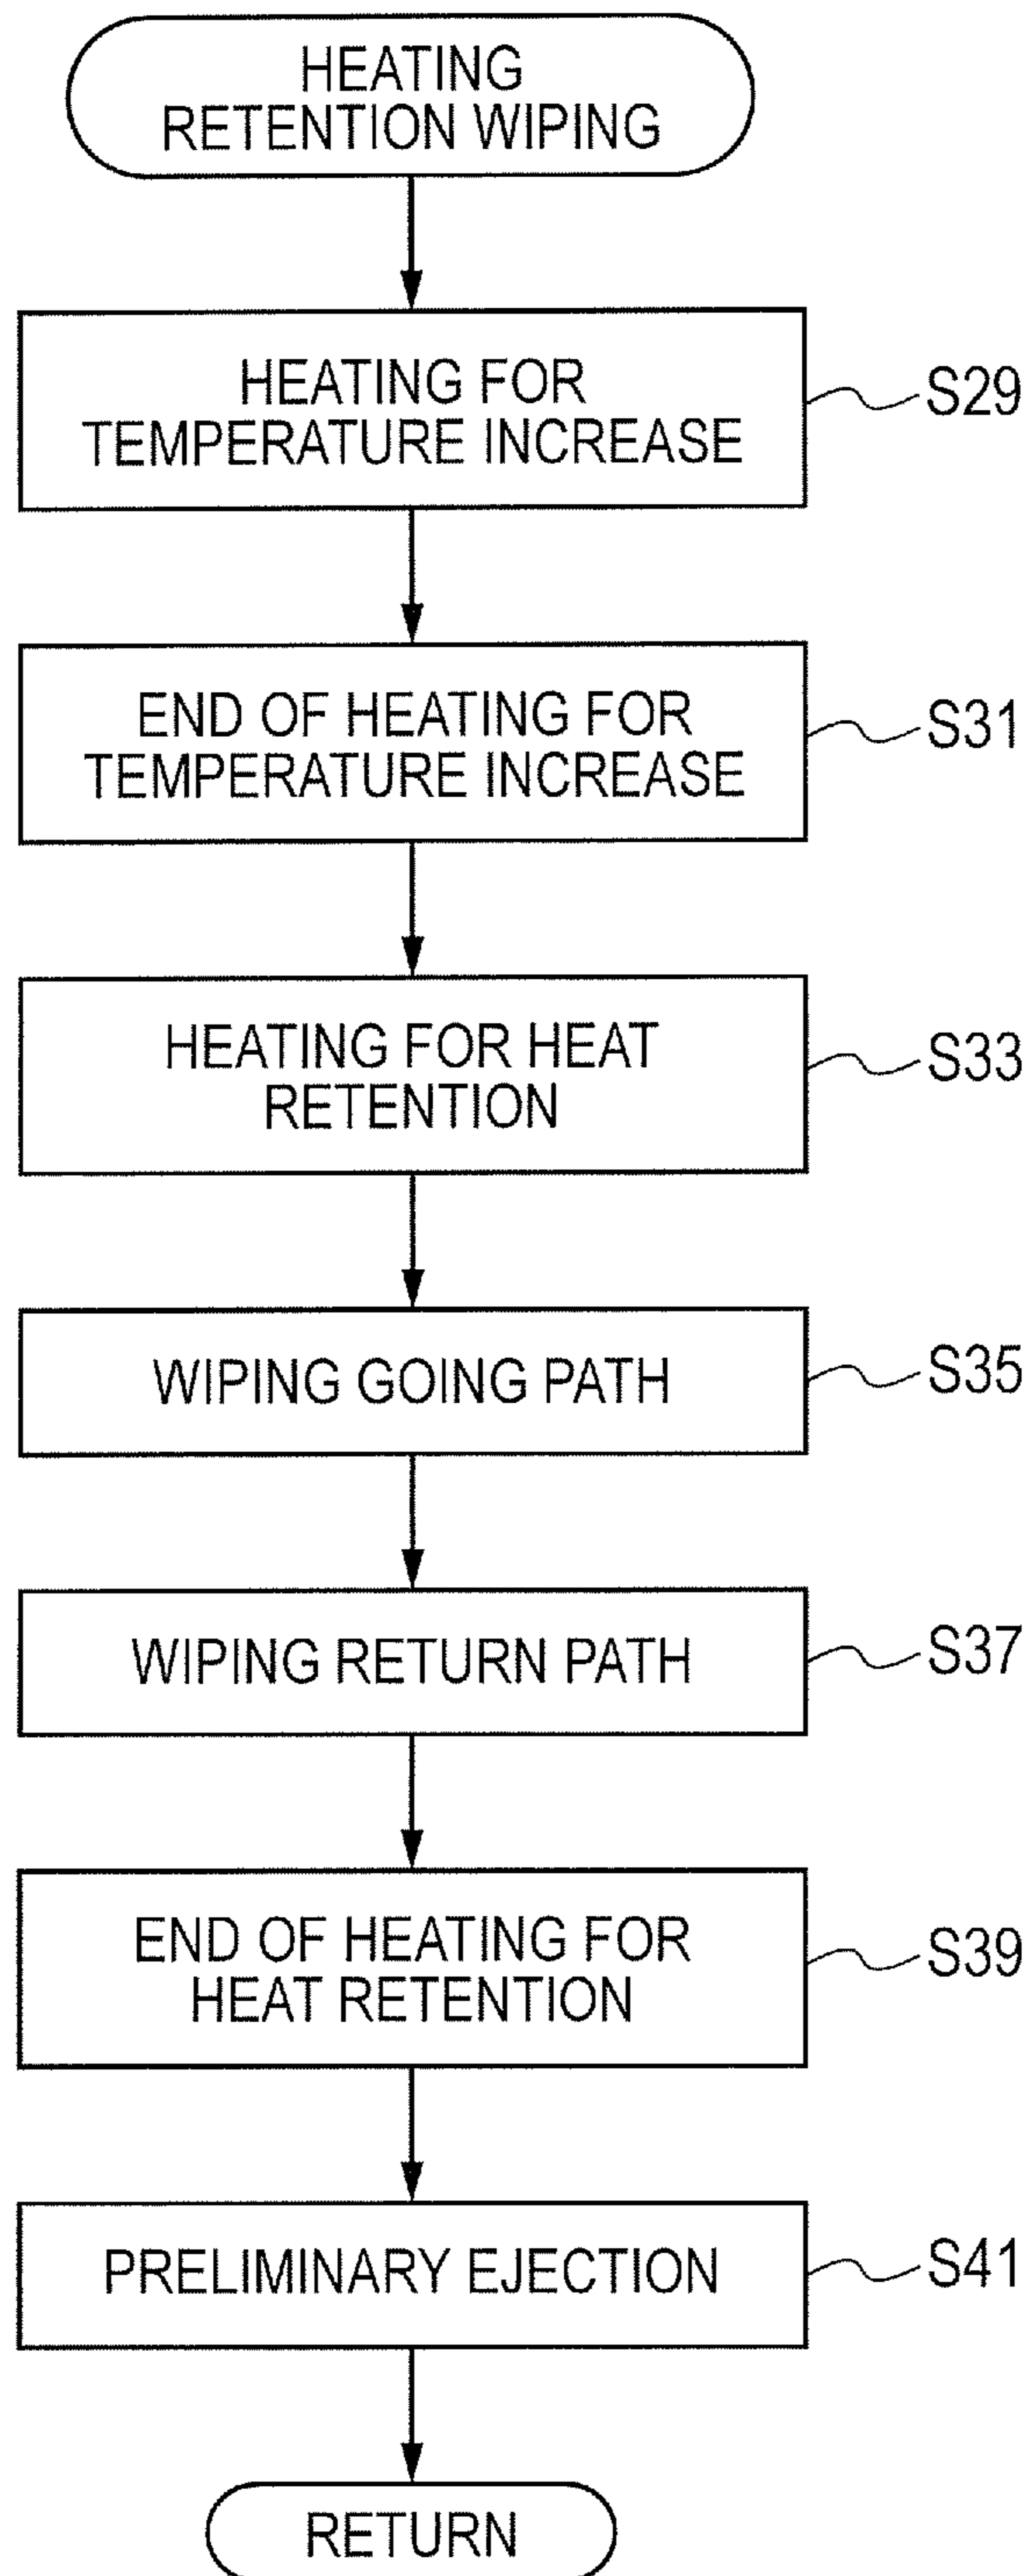 HEATING
RETENTION WIPING
HEATING FOR
TEMPERATURE INCREASE
S29
END OF HEATING FOR
TEMPERATURE INCREASE
S31
HEATING FOR HEAT
RETENTION
S33
WIPING GOING PATH
S35
WIPING RETURN PATH
S37
END OF HEATING FOR
HEAT RETENTION
S39
PRELIMINARY EJECTION
S41
RETURN